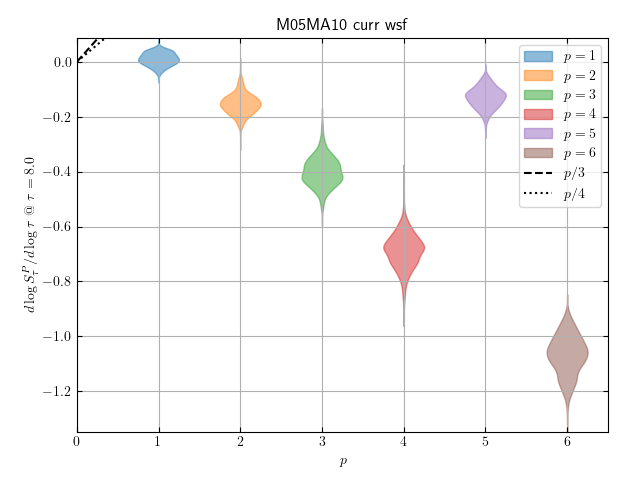 M05MA10 curr wsf
d log S_τ^P / d log τ @ τ = 8.0
0.0
−0.2
−0.4
−0.6
−0.8
−1.0
−1.2
0 1 2 3 4 5 6
p
p = 1
p = 2
p = 3
p = 4
p = 5
p = 6
p/3
p/4